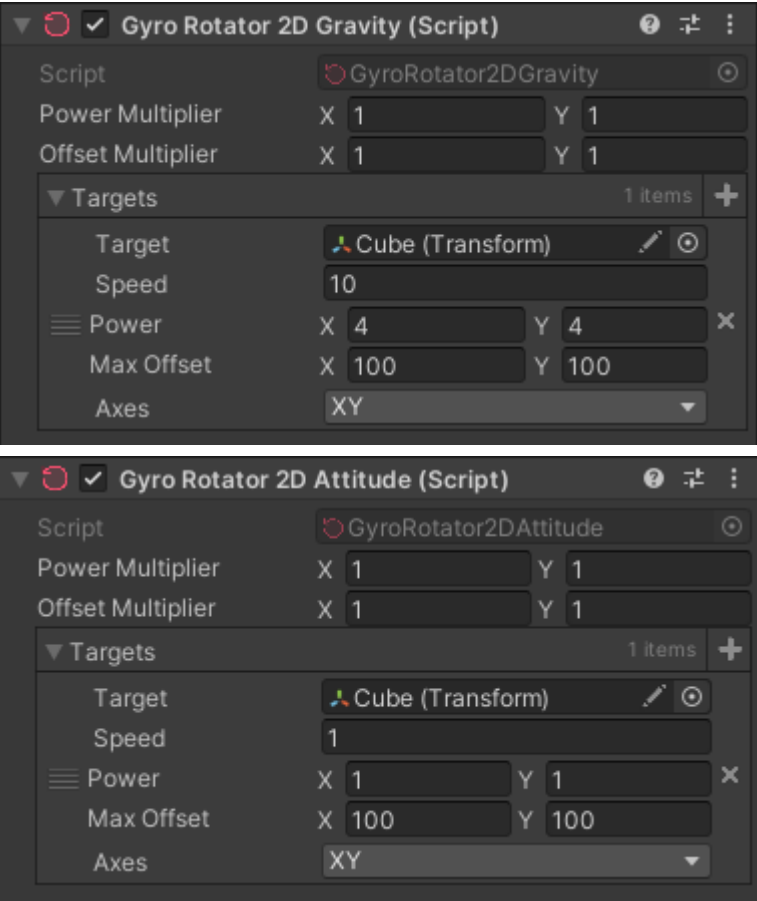 Gyro Rotator 2D Gravity (Script)
Script GyroRotator2DGravity
Power Multiplier X 1 Y 1
Offset Multiplier X 1 Y 1
Targets 1 items
Target Cube (Transform)
Speed 10
Power X 4 Y 4
Max Offset X 100 Y 100
Axes XY
Gyro Rotator 2D Attitude (Script)
Script GyroRotator2DAttitude
Power Multiplier X 1 Y 1
Offset Multiplier X 1 Y 1
Targets 1 items
Target Cube (Transform)
Speed 1
Power X 1 Y 1
Max Offset X 100 Y 100
Axes XY